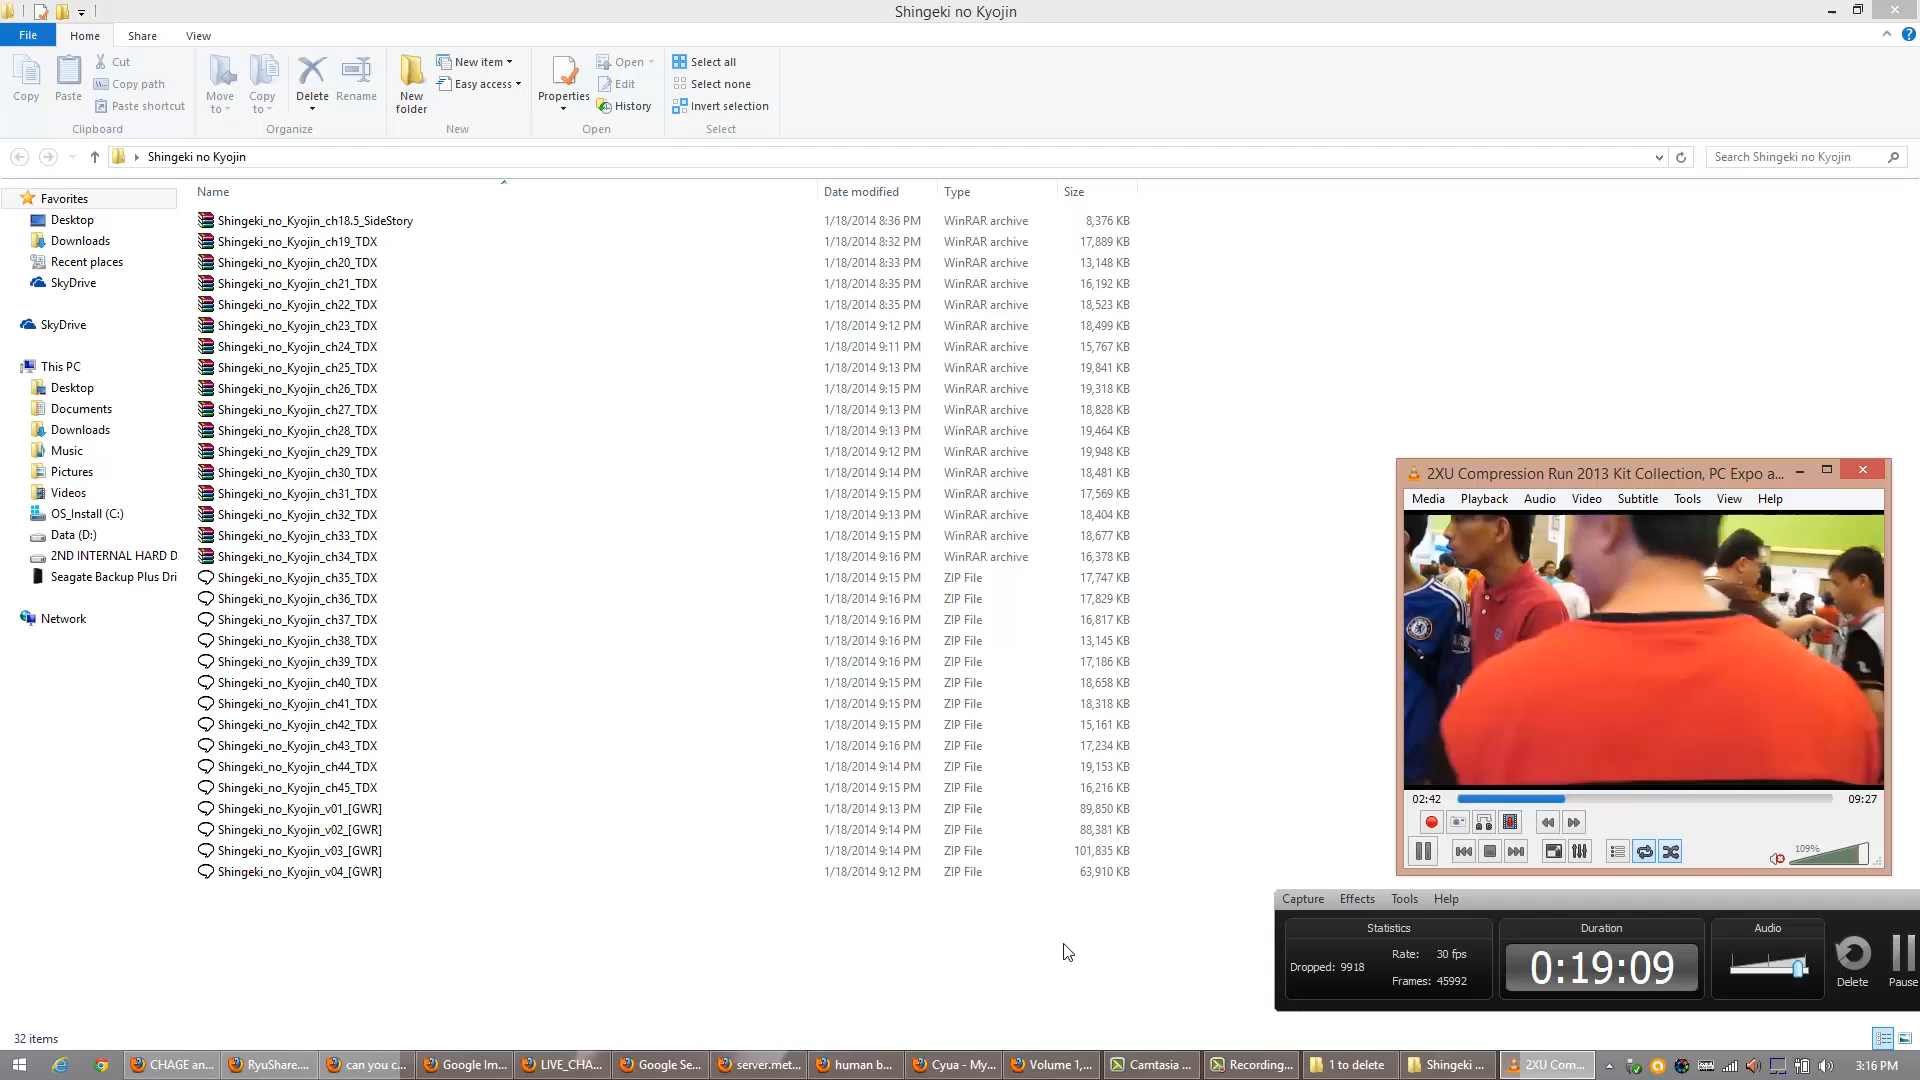 Shingeki no Kyojin
File Home Share View
Copy
Paste
Cut
Copy path
Paste shortcut
Clipboard
Move to
Copy to
Delete
Rename
Organize
New folder
New item
Easy access
New
Properties
Open
Edit
History
Open
Select all
Select none
Invert selection
Select
Shingeki no Kyojin
Search Shingeki no Kyojin
Favorites
Desktop
Downloads
Recent places
SkyDrive
SkyDrive
This PC
Desktop
Documents
Downloads
Music
Pictures
Videos
OS_Install (C:)
Data (D:)
2ND INTERNAL HARD D
Seagate Backup Plus Dri
Network
Name Date modified Type Size
Shingeki_no_Kyojin_ch18.5_SideStory 1/18/2014 8:36 PM WinRAR archive 8,376 KB
Shingeki_no_Kyojin_ch19_TDX 1/18/2014 8:32 PM WinRAR archive 17,889 KB
Shingeki_no_Kyojin_ch20_TDX 1/18/2014 8:33 PM WinRAR archive 13,148 KB
Shingeki_no_Kyojin_ch21_TDX 1/18/2014 8:35 PM WinRAR archive 16,192 KB
Shingeki_no_Kyojin_ch22_TDX 1/18/2014 8:35 PM WinRAR archive 18,523 KB
Shingeki_no_Kyojin_ch23_TDX 1/18/2014 9:12 PM WinRAR archive 18,499 KB
Shingeki_no_Kyojin_ch24_TDX 1/18/2014 9:11 PM WinRAR archive 15,767 KB
Shingeki_no_Kyojin_ch25_TDX 1/18/2014 9:13 PM WinRAR archive 19,841 KB
Shingeki_no_Kyojin_ch26_TDX 1/18/2014 9:15 PM WinRAR archive 19,318 KB
Shingeki_no_Kyojin_ch27_TDX 1/18/2014 9:13 PM WinRAR archive 18,828 KB
Shingeki_no_Kyojin_ch28_TDX 1/18/2014 9:13 PM WinRAR archive 19,464 KB
Shingeki_no_Kyojin_ch29_TDX 1/18/2014 9:12 PM WinRAR archive 19,948 KB
Shingeki_no_Kyojin_ch30_TDX 1/18/2014 9:14 PM WinRAR archive 18,481 KB
Shingeki_no_Kyojin_ch31_TDX 1/18/2014 9:15 PM WinRAR archive 17,569 KB
Shingeki_no_Kyojin_ch32_TDX 1/18/2014 9:13 PM WinRAR archive 18,404 KB
Shingeki_no_Kyojin_ch33_TDX 1/18/2014 9:15 PM WinRAR archive 18,677 KB
Shingeki_no_Kyojin_ch34_TDX 1/18/2014 9:16 PM WinRAR archive 16,378 KB
Shingeki_no_Kyojin_ch35_TDX 1/18/2014 9:15 PM ZIP File 17,747 KB
Shingeki_no_Kyojin_ch36_TDX 1/18/2014 9:16 PM ZIP File 17,829 KB
Shingeki_no_Kyojin_ch37_TDX 1/18/2014 9:16 PM ZIP File 16,817 KB
Shingeki_no_Kyojin_ch38_TDX 1/18/2014 9:16 PM ZIP File 13,145 KB
Shingeki_no_Kyojin_ch39_TDX 1/18/2014 9:16 PM ZIP File 17,186 KB
Shingeki_no_Kyojin_ch40_TDX 1/18/2014 9:15 PM ZIP File 18,658 KB
Shingeki_no_Kyojin_ch41_TDX 1/18/2014 9:15 PM ZIP File 18,318 KB
Shingeki_no_Kyojin_ch42_TDX 1/18/2014 9:15 PM ZIP File 15,161 KB
Shingeki_no_Kyojin_ch43_TDX 1/18/2014 9:16 PM ZIP File 17,234 KB
Shingeki_no_Kyojin_ch44_TDX 1/18/2014 9:14 PM ZIP File 19,153 KB
Shingeki_no_Kyojin_ch45_TDX 1/18/2014 9:15 PM ZIP File 16,216 KB
Shingeki_no_Kyojin_v01_[GWR] 1/18/2014 9:13 PM ZIP File 89,850 KB
Shingeki_no_Kyojin_v02_[GWR] 1/18/2014 9:14 PM ZIP File 88,381 KB
Shingeki_no_Kyojin_v03_[GWR] 1/18/2014 9:14 PM ZIP File 101,835 KB
Shingeki_no_Kyojin_v04_[GWR] 1/18/2014 9:12 PM ZIP File 63,910 KB
2XU Compression Run 2013 Kit Collection, PC Expo a...
Media Playback Audio Video Subtitle Tools View Help
02:42 09:27
109%
Capture Effects Tools Help
Statistics
Dropped: 9918
Rate: 30 fps
Frames: 45992
Duration
0:19:09
Audio
Delete
Pause
32 items
CHAGE an... RyuShare.... can you c... Google Im... LIVE_CHA... Google Se... server.met... human b... Cyua - My... Volume 1,... Camtasia ... Recording... 1 to delete Shingeki ... 2XU Com... 3:16 PM